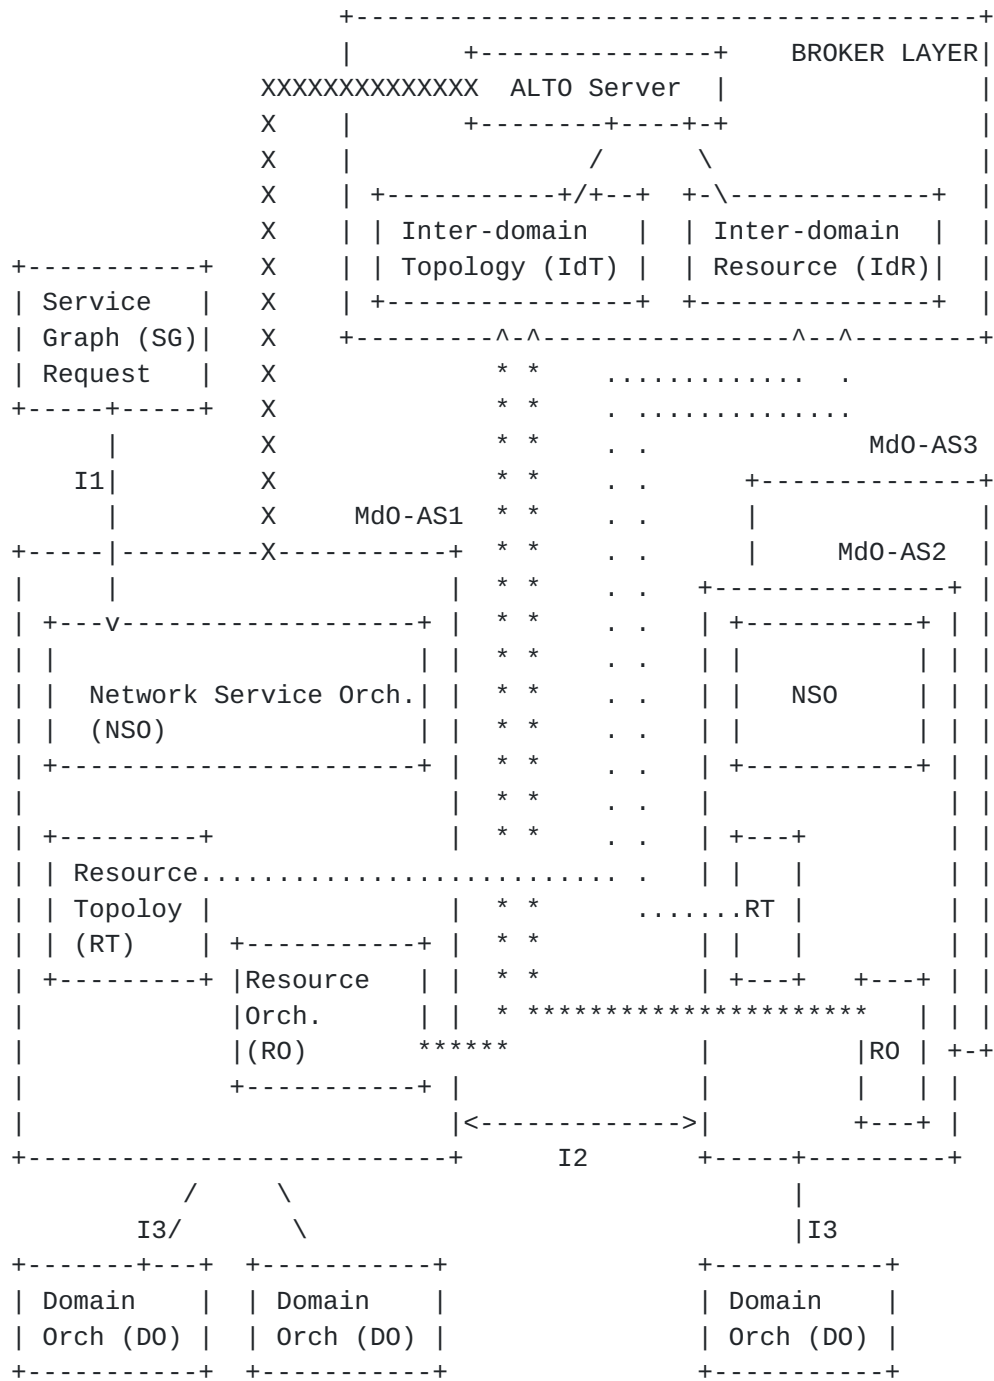 BROKER LAYER
ALTO Server
Inter-domain
Topology (IdT)
Inter-domain
Resource (IdR)
Service
Graph (SG)
Request
I1
MdO-AS3
MdO-AS1
MdO-AS2
Network Service Orch.
(NSO)
NSO
Resource
Topoloy
(RT)
RT
Resource
Orch.
(RO)
RO
I2
I3
I3
Domain
Orch (DO)
Domain
Orch (DO)
Domain
Orch (DO)